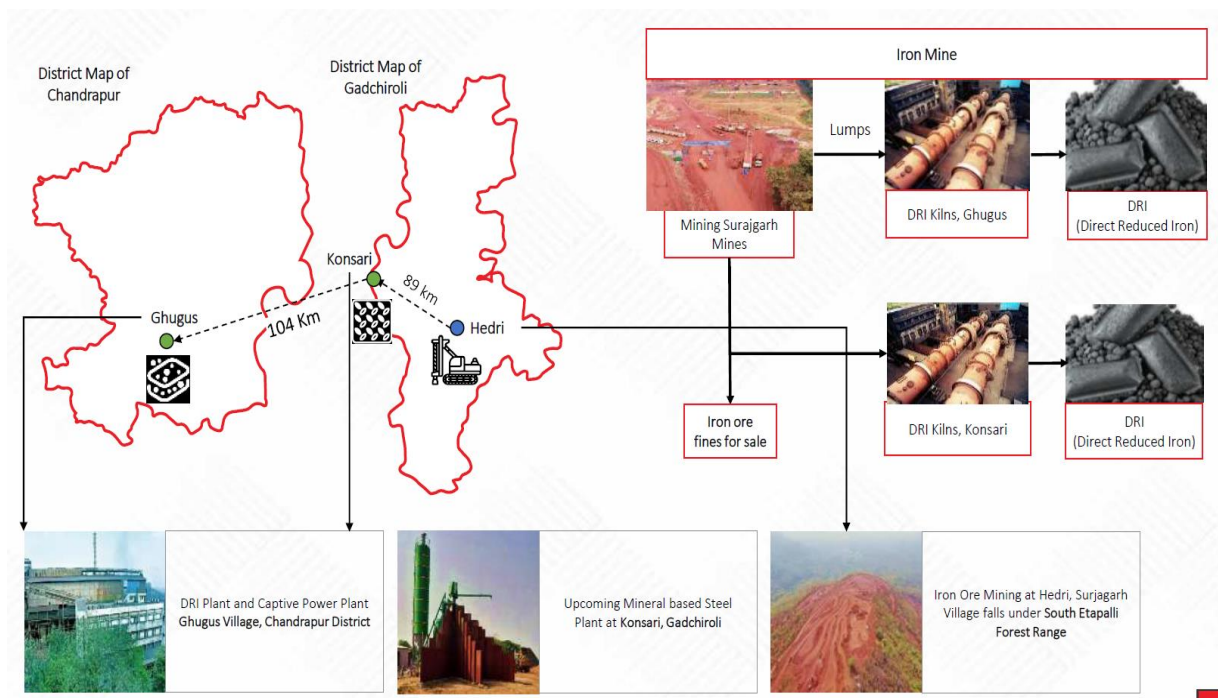 District Map of
Chandrapur
District Map of
Gadchiroli
Konsari
89 km
104 Km
Ghugus
Hedri
Iron Mine
Lumps
Mining Surajgarh
Mines
DRI Kilns, Ghugus
DRI
(Direct Reduced Iron)
Iron ore
fines for sale
DRI Kilns, Konsari
DRI
(Direct Reduced Iron)
DRI Plant and Captive Power Plant
Ghugus Village, Chandrapur District
Upcoming Mineral based Steel
Plant at Konsari, Gadchiroli
Iron Ore Mining at Hedri, Surjagarh
Village falls under South Etapalli
Forest Range